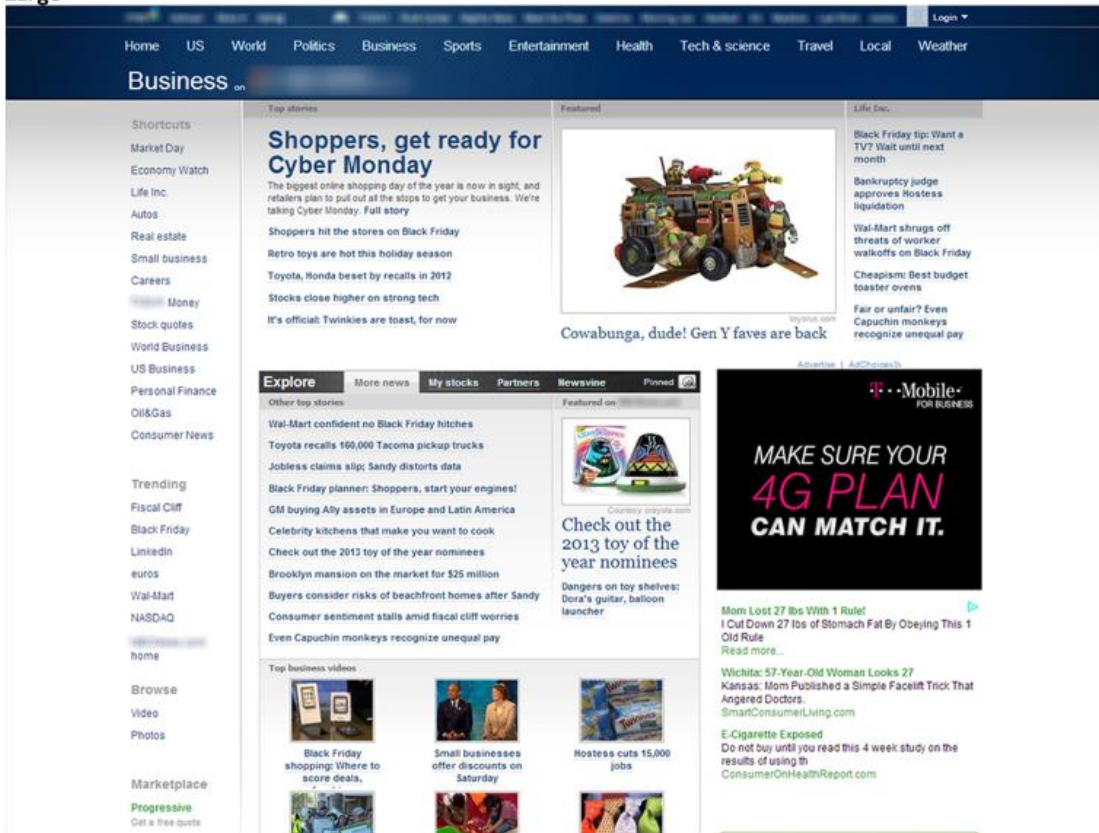 Login
Home US World Politics Business Sports Entertainment Health Tech & science Travel Local Weather
Business on
Shortcuts
Market Day
Economy Watch
Life Inc.
Autos
Real estate
Small business
Careers
Money
Stock quotes
World Business
US Business
Personal Finance
Oil&Gas
Consumer News
Trending
Fiscal Cliff
Black Friday
LinkedIn
euros
Wal-Mart
NASDAQ
home
Browse
Video
Photos
Marketplace
Progressive
Get a free quote
Top stories
Shoppers, get ready for
Cyber Monday
The biggest online shopping day of the year is now in sight, and
retailers plan to pull out all the stops to get your business. We're
talking Cyber Monday. Full story
Shoppers hit the stores on Black Friday
Retro toys are hot this holiday season
Toyota, Honda beset by recalls in 2012
Stocks close higher on strong tech
It's official: Twinkies are toast, for now
Featured
toysrus.com
Cowabunga, dude! Gen Y faves are back
Life Inc.
Black Friday tip: Want a
TV? Wait until next
month
Bankruptcy judge
approves Hostess
liquidation
Wal-Mart shrugs off
threats of worker
walkoffs on Black Friday
Cheapism: Best budget
toaster ovens
Fair or unfair? Even
Capuchin monkeys
recognize unequal pay
Explore More news My stocks Partners Newsvine Pinned
Other top stories
Wal-Mart confident no Black Friday hitches
Toyota recalls 160,000 Tacoma pickup trucks
Jobless claims slip; Sandy distorts data
Black Friday planner: Shoppers, start your engines!
GM buying Ally assets in Europe and Latin America
Celebrity kitchens that make you want to cook
Check out the 2013 toy of the year nominees
Brooklyn mansion on the market for $25 million
Buyers consider risks of beachfront homes after Sandy
Consumer sentiment stalls amid fiscal cliff worries
Even Capuchin monkeys recognize unequal pay
Featured on
Courtesy crayola.com
Check out the
2013 toy of the
year nominees
Dangers on toy shelves:
Dora's guitar, balloon
launcher
Top business videos
Black Friday
shopping: Where to
score deals,
Small businesses
offer discounts on
Saturday
Twinkies
Hostess cuts 15,000
jobs
Advertise | AdChoices
T-Mobile
FOR BUSINESS
MAKE SURE YOUR
4G PLAN
CAN MATCH IT.
Mom Lost 27 lbs With 1 Rule!
I Cut Down 27 lbs of Stomach Fat By Obeying This 1
Old Rule
Read more...
Wichita: 57-Year-Old Woman Looks 27
Kansas: Mom Published a Simple Facelift Trick That
Angered Doctors.
SmartConsumerLiving.com
E-Cigarette Exposed
Do not buy until you read this 4 week study on the
results of using th
ConsumerOnHealthReport.com